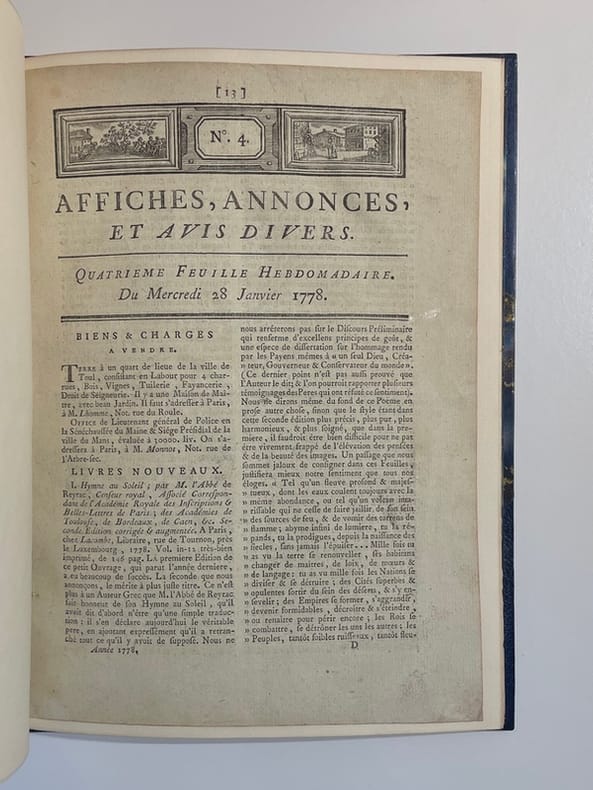 [13]
N°. 4.
AFFICHES, ANNONCES,
ET AVIS DIVERS.
QUATRIEME FEUILLE HEBDOMADAIRE.
Du Mercredi 28 Janvier 1778.
BIENS & CHARGES
A VENDRE.
TERRE à un quart de lieue de la ville de
Toul, conſiſtant en Labour pour 4 char-
rues, Bois, Vignes, Tuilerie, Fayancerie,
Droit de Seigneurie. Il y a une Maiſon de Maî-
tre, avec beau Jardin. Il faut s'adreſſer à Paris,
à M. Lhomme, Not. rue du Roule.
OFFICE de Lieutenant général de Police en
la Sénéchauſſée du Maine & Siége Préſidial de la
ville du Mans, évaluée à 30000. liv. On s'a-
dreſſera à Paris, à M. Monnot, Not. rue de
l'Arbre-ſec.
LIVRES NOUVEAUX.
I. Hymne au Soleil; par M. l'Abbé de
Reyrac, Cenſeur royal, Aſſocié Correſpon-
dant de l'Académie Royale des Inſcriptions &
Belles-Lettres de Paris, des Académies de
Toulouſe, de Bordeaux, de Caen, &c. Se-
conde Edition corrigée & augmentée. A Paris,
chez Lacombe, Libraire, rue de Tournon, près
le Luxembourg, 1778. Vol. in-12 très-bien
imprimé, de 146 pag. LA premiere Edition de
ce petit Ouvrage, qui parut l'année derniere,
a eu beaucoup de ſuccès. La ſeconde que nous
annonçons, le mérite à plus juſte titre. Ce n'eſt
plus à un Auteur Grec que M. l'Abbé de Reyrac
fait honneur de ſon Hymne au Soleil, qu'il
avoit dit d'abord n'être qu'une ſimple traduc-
tion: il s'en déclare aujourd'hui le véritable
pere, en ajoutant expreſſément qu'il a retran-
ché tout ce qu'il y avoit de ſuppoſé. Nous ne
Année 1778.
nous arrêterons pas ſur le Diſcours Préliminaire
qui renferme d'excellens principes de goût, &
une eſpece de diſſertation ſur l'hommage rendu
par les Payens mêmes à « un ſeul Dieu, Créa-
» teur, Gouverneur & Conſervateur du monde».
(Ce dernier point n'eſt pas auſſi prouvé que
l'Auteur le dit; & l'on pourroit rapporter pluſieurs
témoignages des Peres qui ont réfuté ce ſentiment).
Nous ne dirons même du fond de ce Poëme en
proſe autre choſe, ſinon que le ſtyle étant dans
cette ſeconde édition plus précis, plus pur, plus
harmonieux, & plus ſoigné, que dans la pre-
miere, il faudroit être bien difficile pour ne pas
être vivement frappé de l'élévation des penſées
& de la beauté des images. Un paſſage que nous
ſommes jaloux de conſigner dans ces Feuilles,
juſtifiera mieux notre ſentiment que tous nos
éloges. « Tel qu'un fleuve profond & majeſ-
» tueux, dont les eaux coulent toujours avec la
» même abondance, ou tel qu'un volcan inta-
» riſſable qui ne ceſſe de faire jaillir de ſon ſein
» des ſources de feu, & de vomir des torrens de
» flamme; abyme infini de lumiere, tu la ré-
» pands, tu la prodigues, depuis la naiſſance des
» ſiecles, ſans jamais l'épuiſer... Mille fois tu
» as vu la terre ſe renouveller, ſes habitans
» changer de maîtres, de loix, de mœurs &
» de langage: tu as vu mille fois les Nations ſe
» diviſer & ſe détruire; des Cités ſuperbes &
» opulentes ſortir du ſein des déſerts, & s'y en-
» ſevelir; des Empires ſe former, s'aggrandir,
» devenir formidables, décroître & s'éteindre,
» ou renaître pour périr encore; les Rois ſe
» combattre, ſe détrôner les uns les autres; les
» Peuples, tantôt foibles ruiſſeaux, tantôt fleu-
D